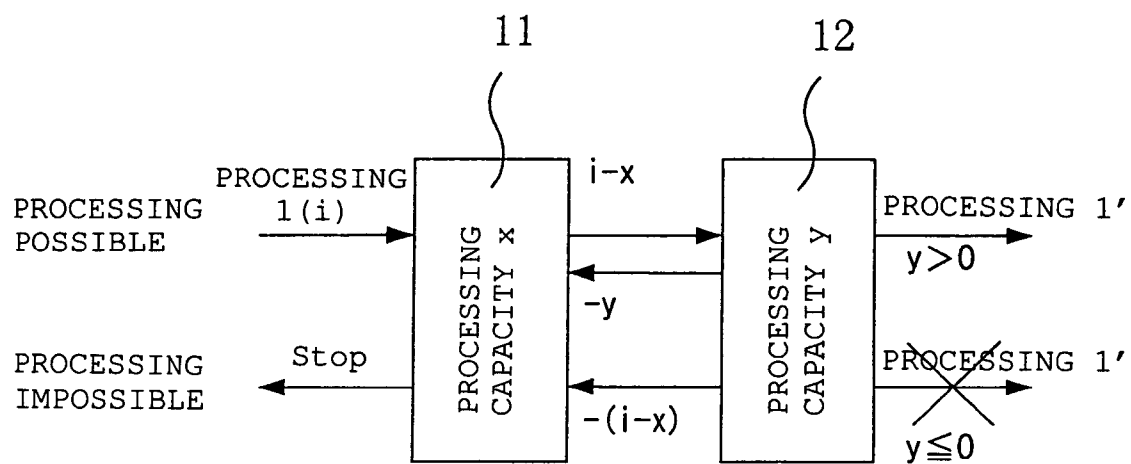 11
12
PROCESSING
1(i)
i-x
PROCESSING 1'
PROCESSING
POSSIBLE
y>0
-y
PROCESSING
CAPACITY x
PROCESSING
CAPACITY y
PROCESSING
IMPOSSIBLE
Stop
-(i-x)
PROCESSING 1'
y≦0